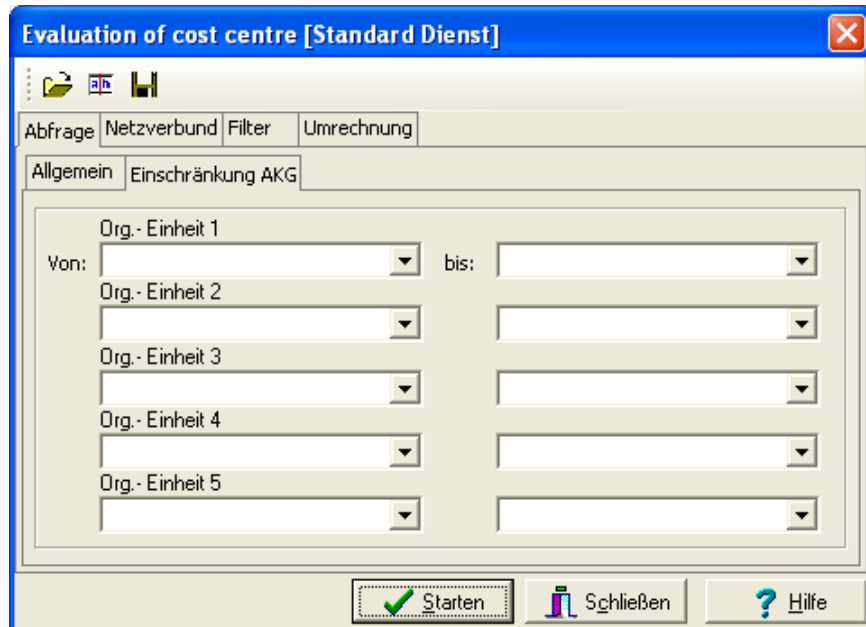 Evaluation of cost centre [Standard Dienst]
Abfrage Netzverbund Filter Umrechnung
Allgemein Einschränkung AKG
Org.- Einheit 1
Von: bis:
Org.- Einheit 2
Org.- Einheit 3
Org.- Einheit 4
Org.- Einheit 5
Starten Schließen Hilfe